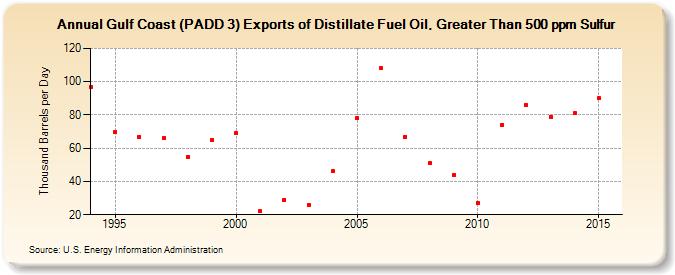 Annual Gulf Coast (PADD 3) Exports of Distillate Fuel Oil, Greater Than 500 ppm Sulfur
Thousand Barrels per Day
120
100
80
60
40
20
1995 2000 2005 2010 2015
Source: U.S. Energy Information Administration